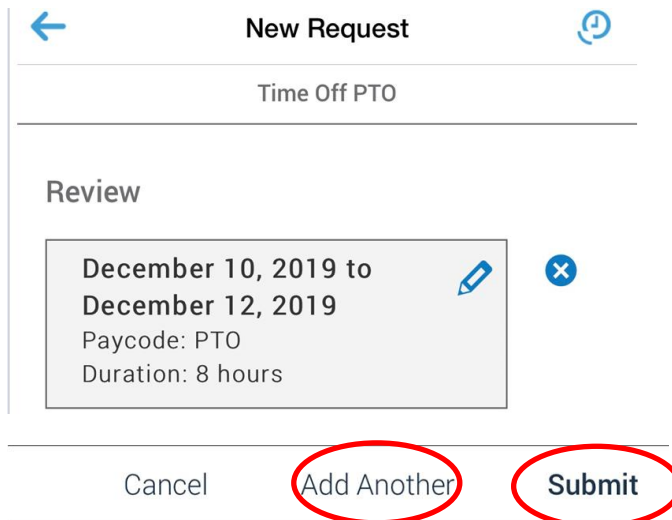 New Request
Time Off PTO
Review
December 10, 2019 to
December 12, 2019
Paycode: PTO
Duration: 8 hours
Cancel Add Another Submit